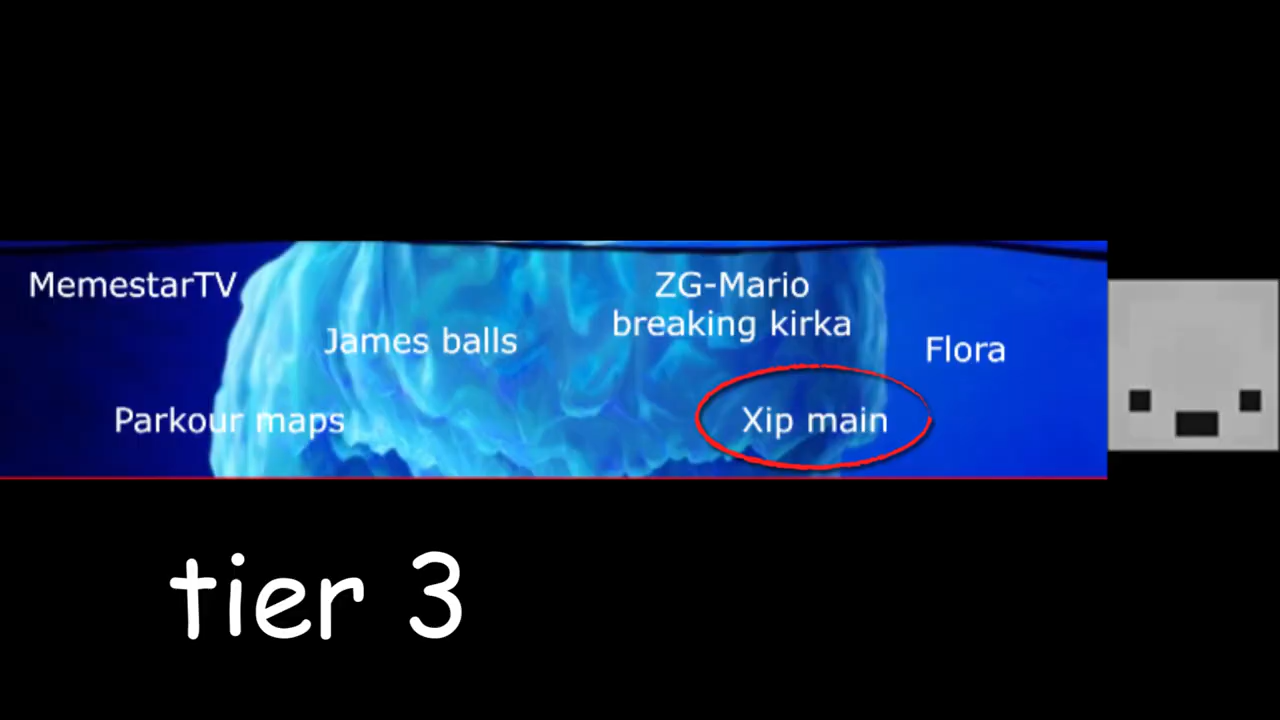 MemestarTV
ZG-Mario
breaking kirka
James balls
Flora
Parkour maps
Xip main
tier 3